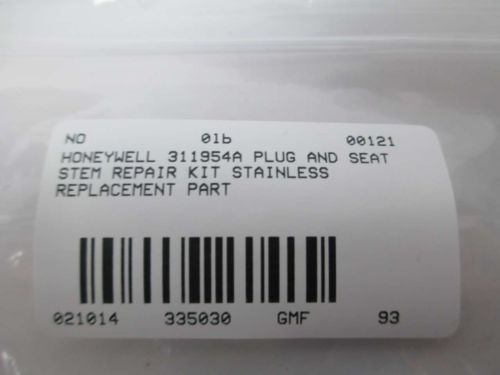 NO 01b 00121
HONEYWELL 311954A PLUG AND SEAT
STEM REPAIR KIT STAINLESS
REPLACEMENT PART
021014 335030 GMF 93